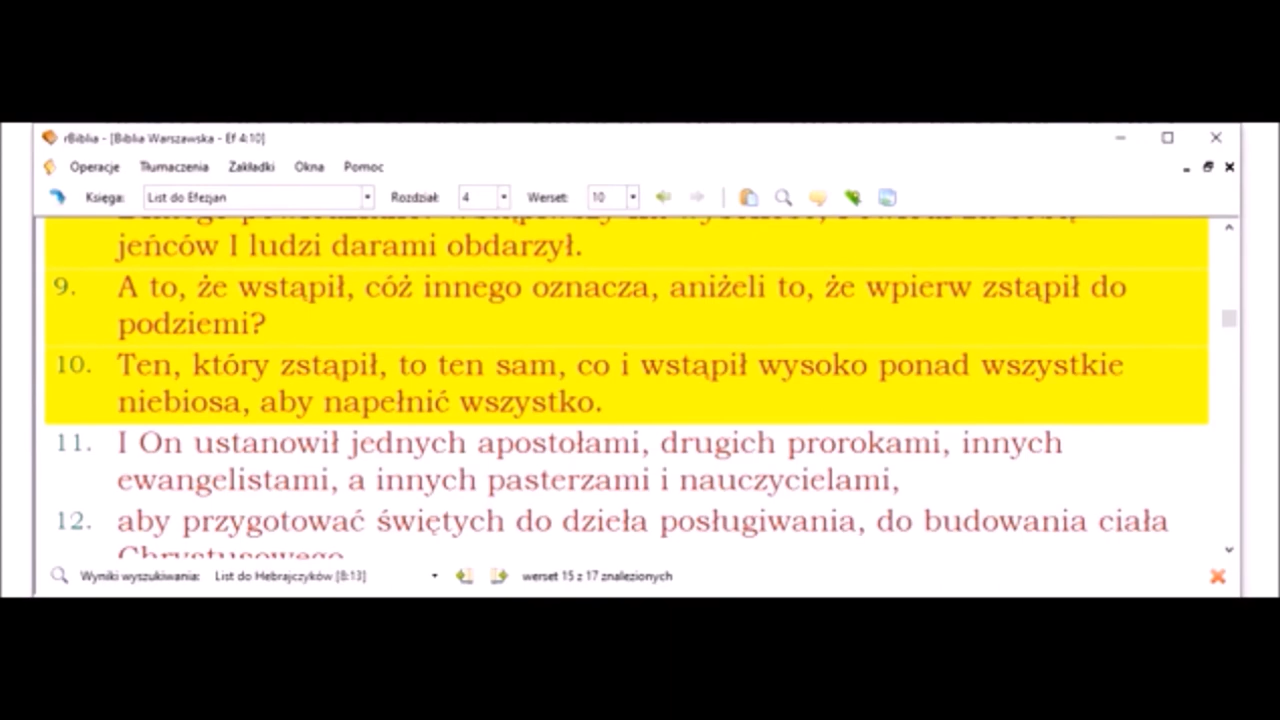 rBiblia - [Biblia Warszawska - Ef 4:10]
Operacje Tłumaczenia Zakładki Okna Pomoc
Księga: List do Efezjan Rozdział: 4 Werset: 10
jeńców I ludzi darami obdarzył.
9. A to, że wstąpił, cóż innego oznacza, aniżeli to, że wpierw zstąpił do
podziemi?
10. Ten, który zstąpił, to ten sam, co i wstąpił wysoko ponad wszystkie
niebiosa, aby napełnić wszystko.
11. I On ustanowił jednych apostołami, drugich prorokami, innych
ewangelistami, a innych pasterzami i nauczycielami,
12. aby przygotować świętych do dzieła posługiwania, do budowania ciała
Chrystusowego
Wyniki wyszukiwania: List do Hebrajczyków [8:13] werset 15 z 17 znalezionych